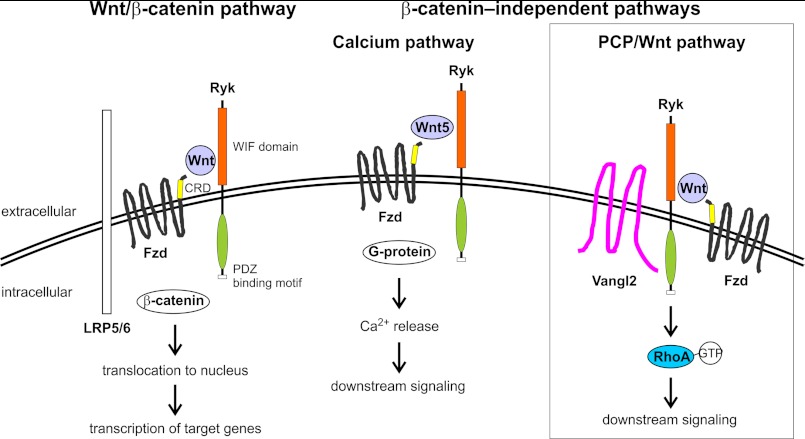 Wnt/β-catenin pathway
β-catenin–independent pathways
Calcium pathway
PCP/Wnt pathway
Ryk
Wnt
WIF domain
CRD
extracellular
Fzd
PDZ
binding motif
intracellular
β-catenin
LRP5/6
translocation to nucleus
transcription of target genes
Ryk
Wnt5
Fzd
G-protein
Ca²⁺ release
downstream signaling
Ryk
Wnt
Vangl2
Fzd
RhoA
GTP
downstream signaling